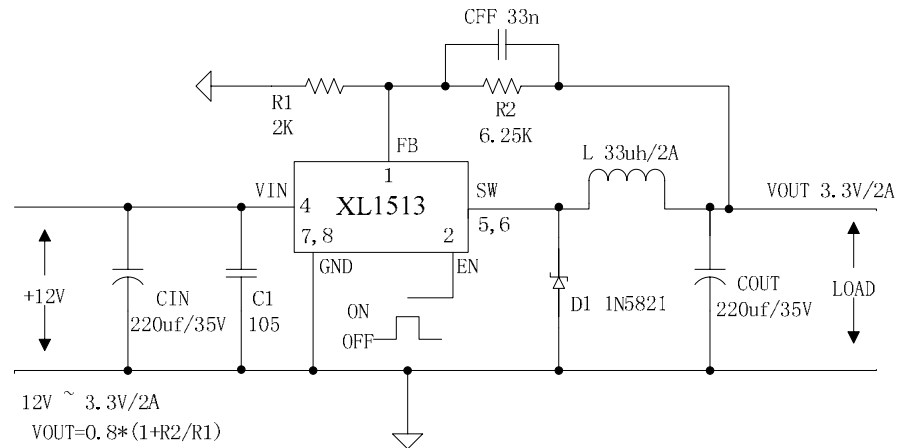 CFF 33n
R1
2K
R2
6.25K
FB
L 33uh/2A
VIN
1
SW
VOUT 3.3V/2A
4
XL1513
5,6
7,8
2
GND
EN
+12V
CIN
220uf/35V
C1
105
ON
OFF
D1 1N5821
COUT
220uf/35V
LOAD
12V ~ 3.3V/2A
VOUT=0.8*(1+R2/R1)